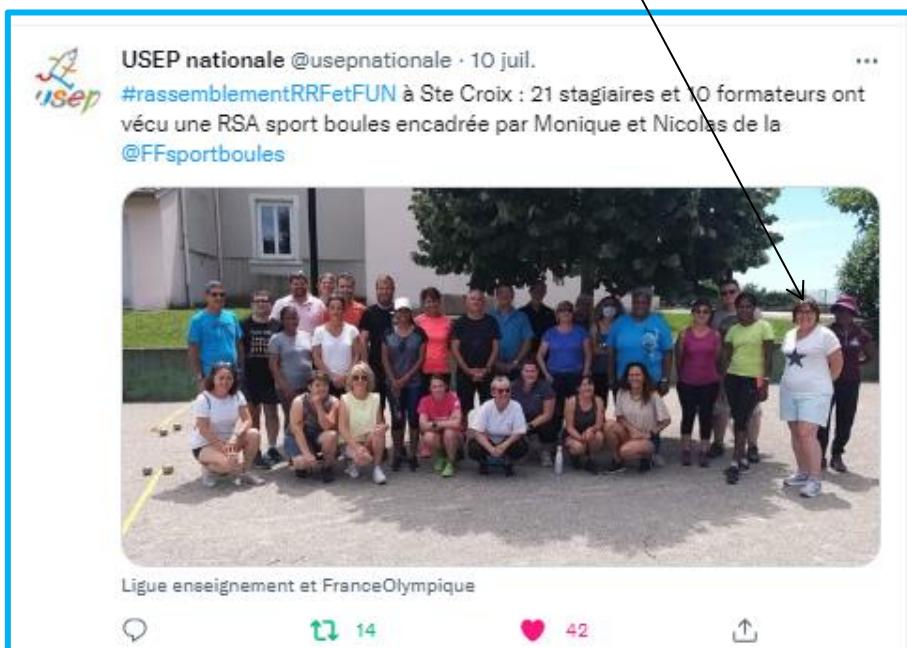 USEP nationale @usepnationale · 10 juil.
usep
#rassemblementRRFetFUN à Ste Croix : 21 stagiaires et 10 formateurs ont
vécu une RSA sport boules encadrée par Monique et Nicolas de la
@FFsportboules
Ligue enseignement et FranceOlympique
14 42